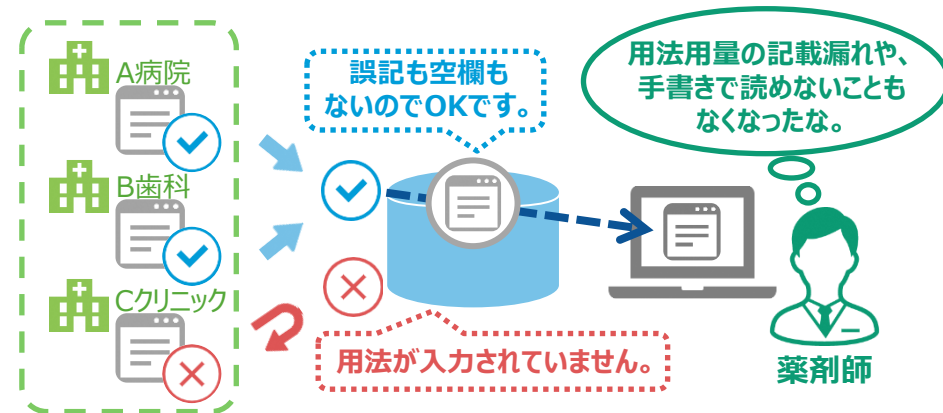 A病院
B歯科
Cクリニック
誤記も空欄も
ないのでOKです。
用法が入力されていません。
用法用量の記載漏れや、
手書きで読めないことも
なくなったな。
薬剤師